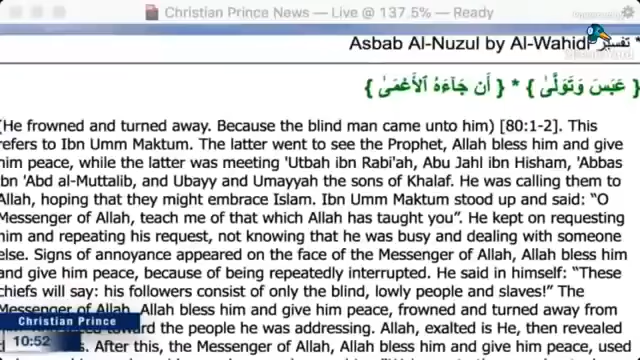 Christian Prince News — Live @ 137.5% — Ready
Asbab Al-Nuzul by Al-Wahidi تفسير *
{ عَبَسَ وَتَوَلَّىٰ } * { أَن جَآءَهُ ٱلأَعْمَىٰ }
(He frowned and turned away. Because the blind man came unto him) [80:1-2]. This
refers to Ibn Umm Maktum. The latter went to see the Prophet, Allah bless him and give
him peace, while the latter was meeting 'Utbah ibn Rabi'ah, Abu Jahl ibn Hisham, 'Abbas
ibn 'Abd al-Muttalib, and Ubayy and Umayyah the sons of Khalaf. He was calling them to
Allah, hoping that they might embrace Islam. Ibn Umm Maktum stood up and said: “O
Messenger of Allah, teach me of that which Allah has taught you”. He kept on requesting
him and repeating his request, not knowing that he was busy and dealing with someone
else. Signs of annoyance appeared on the face of the Messenger of Allah, Allah bless him
and give him peace, because of being repeatedly interrupted. He said in himself: “These
chiefs will say: his followers consist of only the blind, lowly people and slaves!” The
Messenger of Allah, Allah bless him and give him peace, frowned and turned away from
the people he was addressing. Allah, exalted is He, then revealed
Christian Prince
10:52
After this, the Messenger of Allah, Allah bless him and give him peace, used